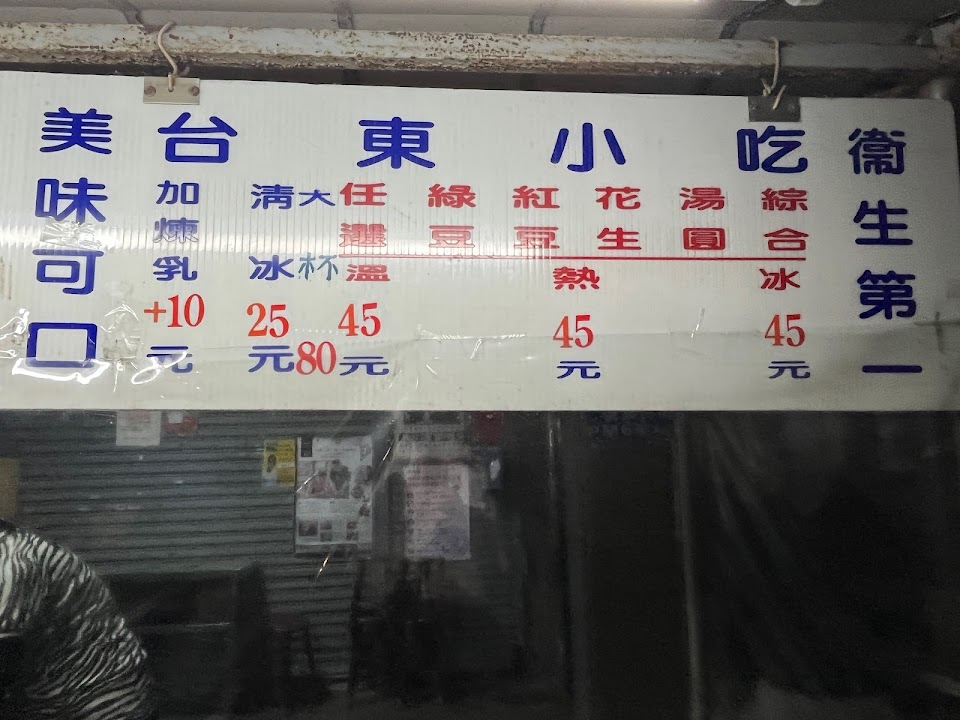 美味可口
台東小吃
衛生第一
加煉乳 +10元
清冰 25元
大杯 80
任選 綠豆 紅豆 花生 湯圓 綜合
溫 熱 冰
45元 45元 45元